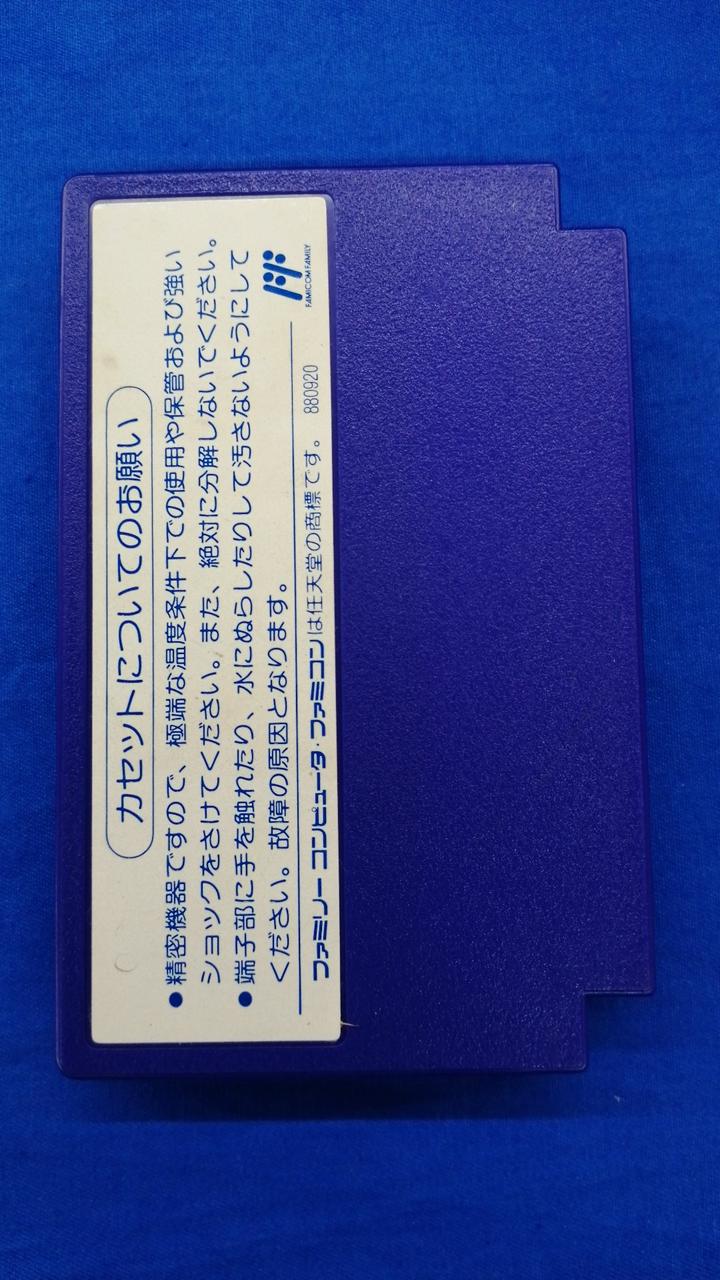 カセットについてのお願い
●精密機器ですので、極端な温度条件下での使用や保管および強い
ショックをさけてください。また、絶対に分解しないでください。
●端子部に手を触れたり、水にぬらしたりして汚さないようにして
ください。故障の原因となります。
FAMICOM FAMILY
ファミリー コンピュータ・ファミコンは任天堂の商標です。 880920